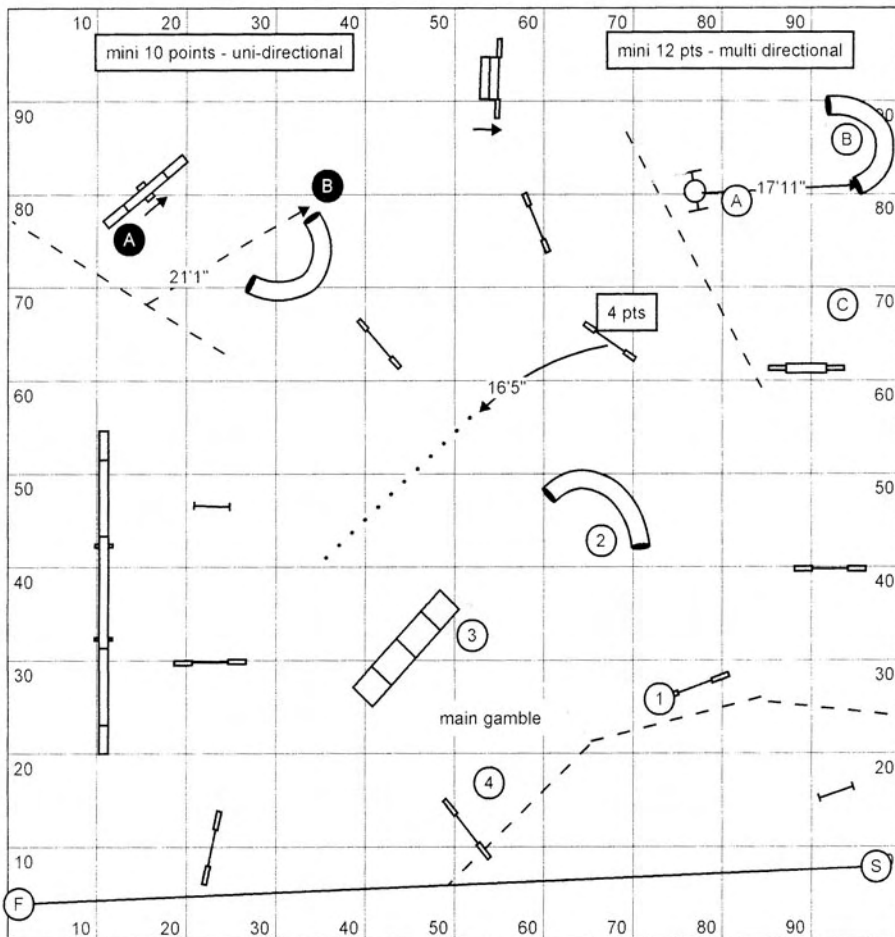 10 20 30 40 50 60 70 80 90
mini 10 points - uni-directional
mini 12 pts - multi directional
90 90
B
B
A 17'11"
80 80
A
21'1"
70 70
4 pts
C
16'5"
60 60
50 50
2
40 40
3
30 30
1
main gamble
20 20
4
10
F
S
10 20 30 40 50 60 70 80 90